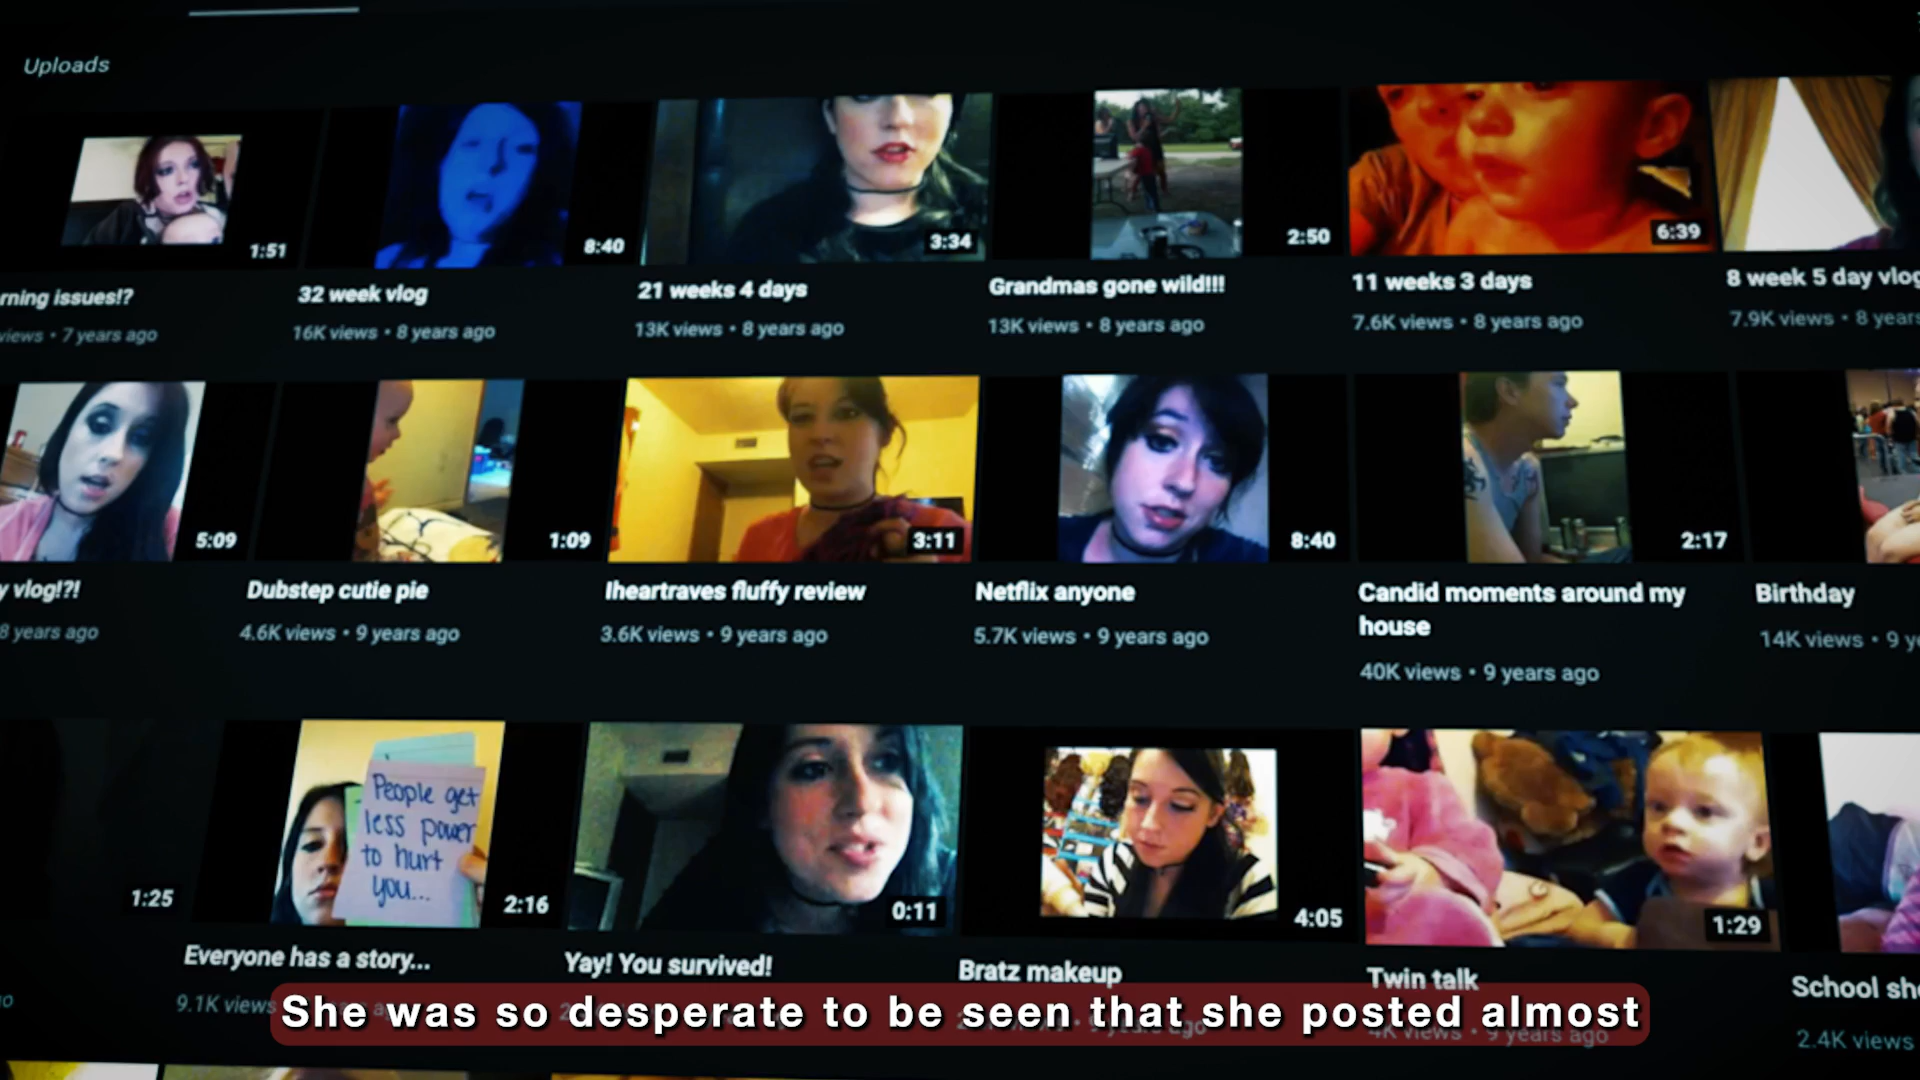 Uploads
1:51
8:40
3:34
2:50
6:39
rning issues!?
32 week vlog
21 weeks 4 days
Grandmas gone wild!!!
11 weeks 3 days
8 week 5 day vlog
views • 7 years ago
16K views • 8 years ago
13K views • 8 years ago
13K views • 8 years ago
7.6K views • 8 years ago
7.9K views • 8 years
5:09
1:09
3:11
8:40
2:17
y vlog!?!
Dubstep cutie pie
Iheartraves fluffy review
Netflix anyone
Candid moments around my
house
Birthday
8 years ago
4.6K views • 9 years ago
3.6K views • 9 years ago
5.7K views • 9 years ago
40K views • 9 years ago
14K views • 9 ye
People get
less power
to hurt
you...
1:25
2:16
0:11
4:05
1:29
Everyone has a story...
Yay! You survived!
Bratz makeup
Twin talk
School sh
9.1K views
4K views • 9 years ago
2.4K views
She was so desperate to be seen that she posted almost